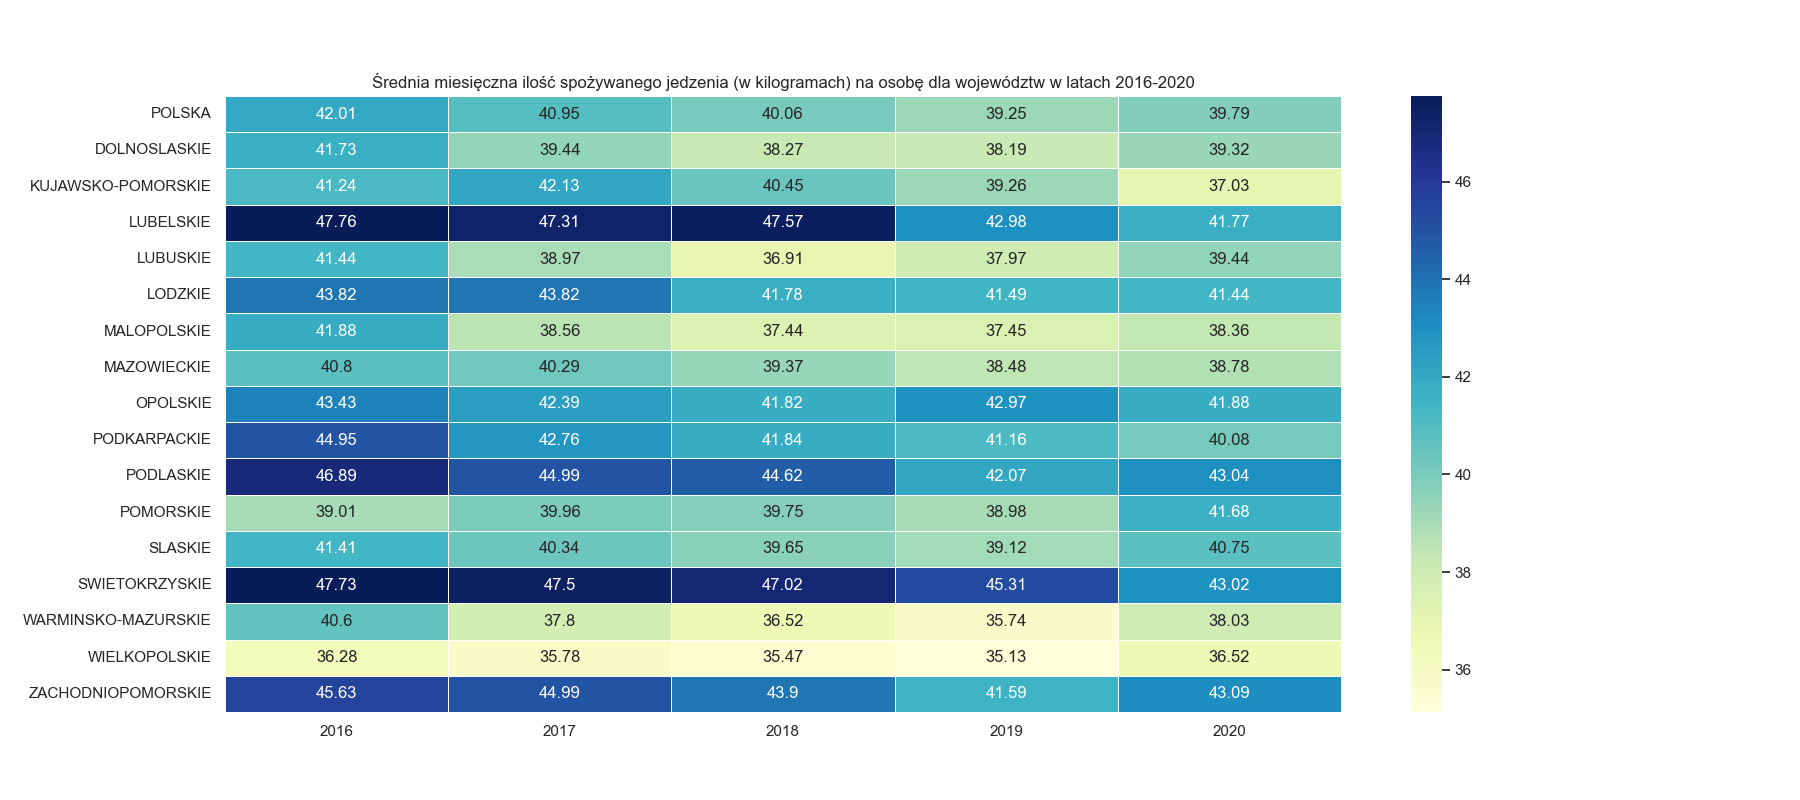 Średnia miesięczna ilość spożywanego jedzenia (w kilogramach) na osobę dla województw w latach 2016-2020
POLSKA 42.01 40.95 40.06 39.25 39.79
DOLNOSLASKIE 41.73 39.44 38.27 38.19 39.32
KUJAWSKO-POMORSKIE 41.24 42.13 40.45 39.26 37.03
LUBELSKIE 47.76 47.31 47.57 42.98 41.77
LUBUSKIE 41.44 38.97 36.91 37.97 39.44
LODZKIE 43.82 43.82 41.78 41.49 41.44
MALOPOLSKIE 41.88 38.56 37.44 37.45 38.36
MAZOWIECKIE 40.8 40.29 39.37 38.48 38.78
OPOLSKIE 43.43 42.39 41.82 42.97 41.88
PODKARPACKIE 44.95 42.76 41.84 41.16 40.08
PODLASKIE 46.89 44.99 44.62 42.07 43.04
POMORSKIE 39.01 39.96 39.75 38.98 41.68
SLASKIE 41.41 40.34 39.65 39.12 40.75
SWIETOKRZYSKIE 47.73 47.5 47.02 45.31 43.02
WARMINSKO-MAZURSKIE 40.6 37.8 36.52 35.74 38.03
WIELKOPOLSKIE 36.28 35.78 35.47 35.13 36.52
ZACHODNIOPOMORSKIE 45.63 44.99 43.9 41.59 43.09
2016 2017 2018 2019 2020
46
44
42
40
38
36